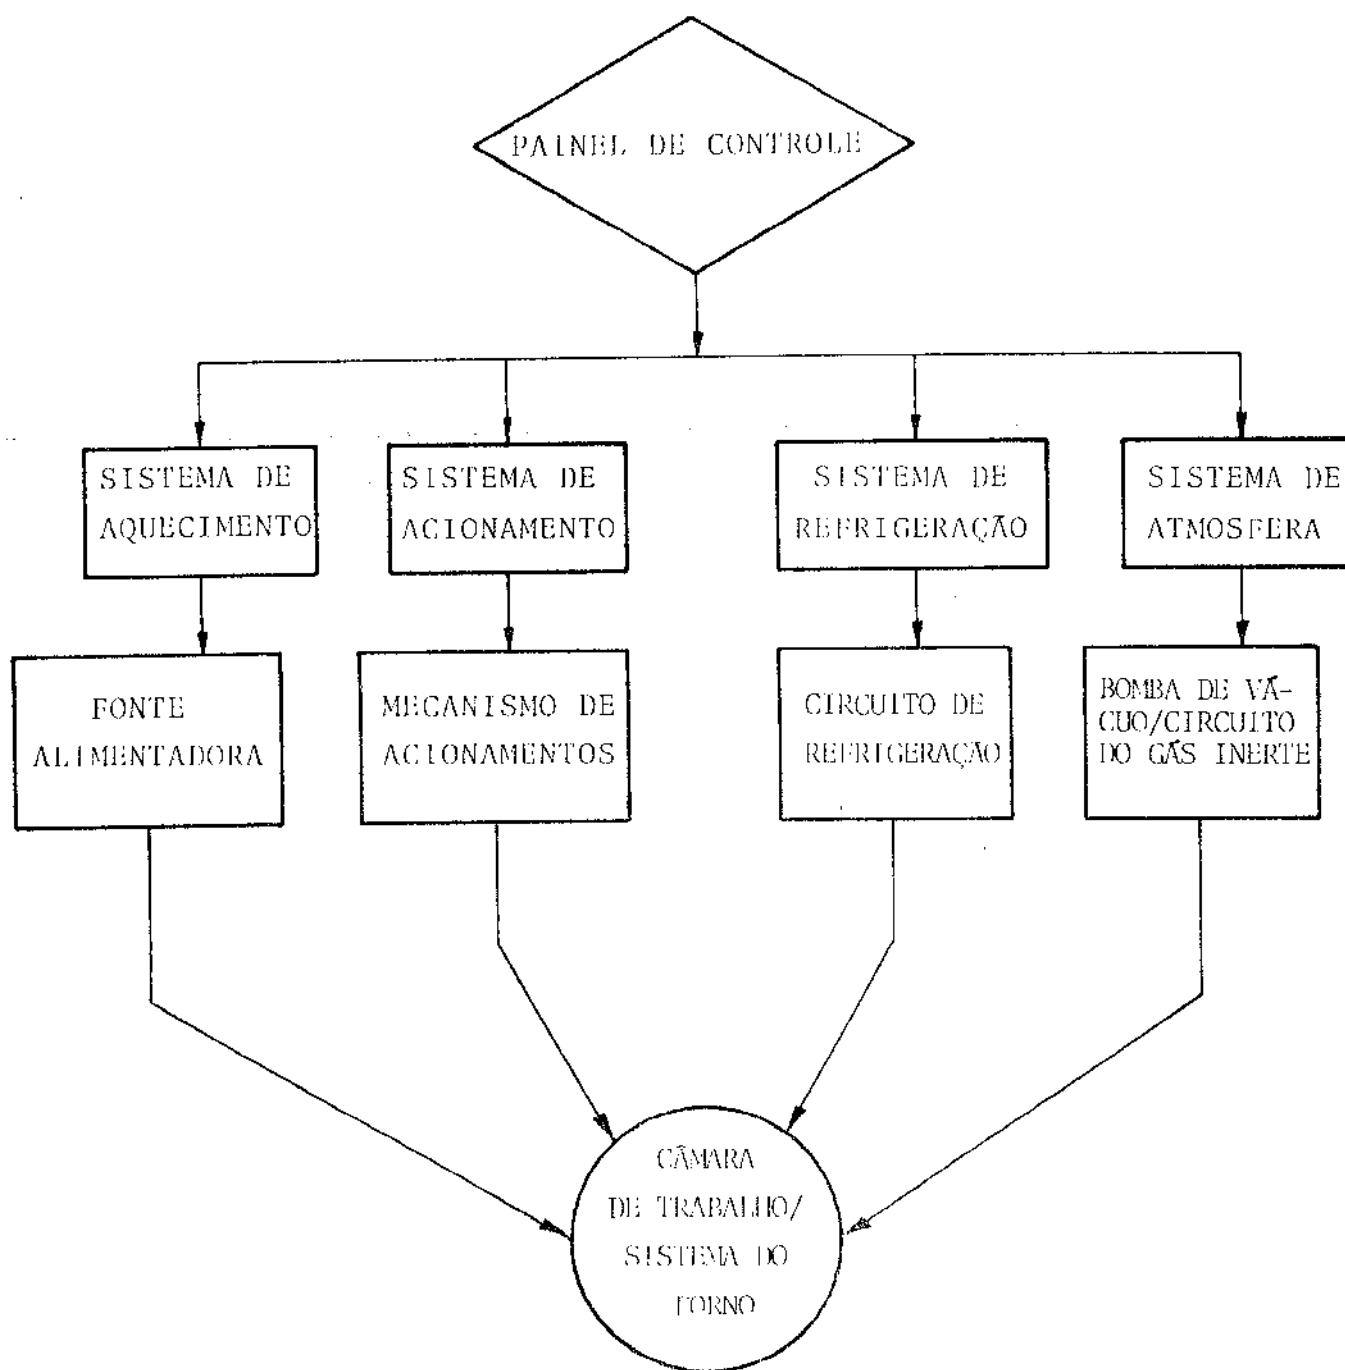 PAINEL DE CONTROLE
SISTEMA DE
AQUECIMENTO
SISTEMA DE
ACIONAMENTO
SISTEMA DE
REFRIGERAÇÃO
SISTEMA DE
ATMOSFERA
FONTE
ALIMENTADORA
MECANISMO DE
ACIONAMENTOS
CIRCUITO DE
REFRIGERAÇÃO
BOMBA DE VÁ-
CUO/CIRCUITO
DO GÁS INERTE
CÂMARA
DE TRABALHO/
SISTEMA DO
FORNO